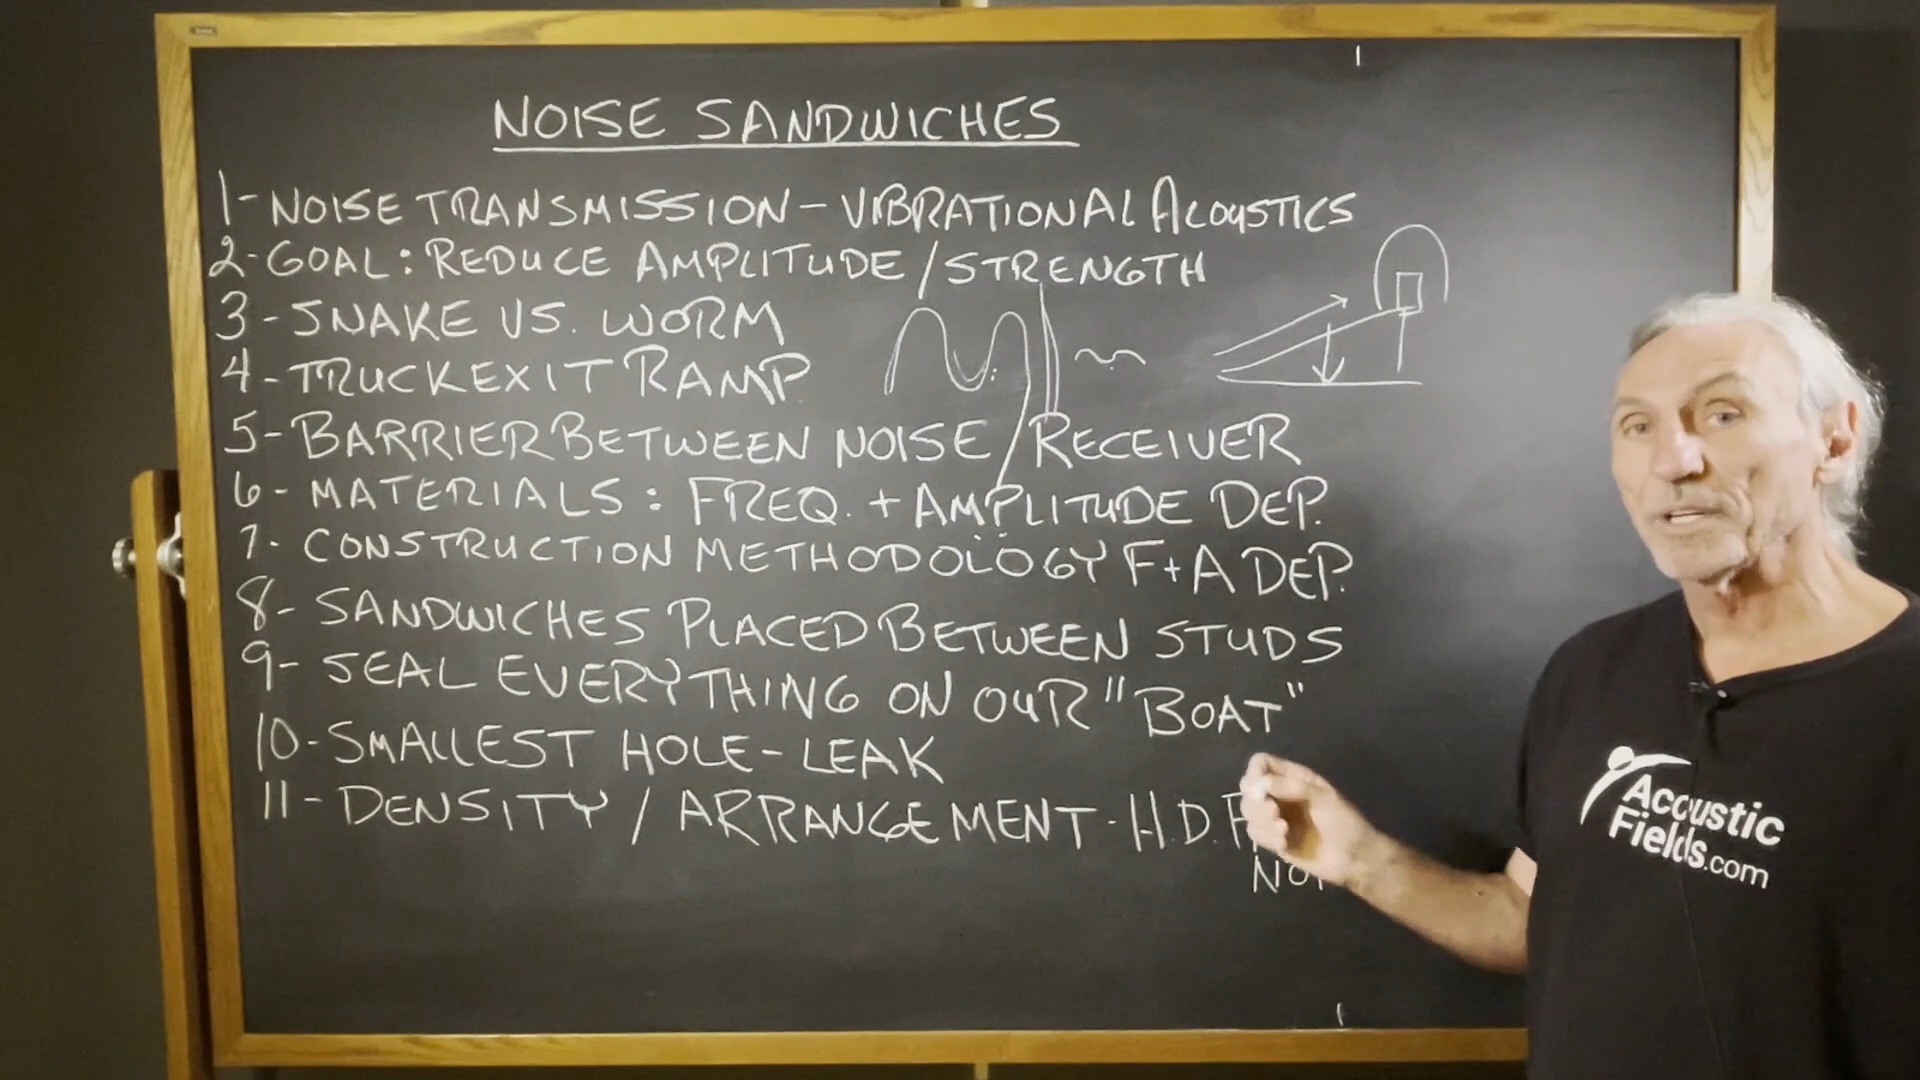 NOISE SANDWICHES
1-NOISE TRANSMISSION-VIBRATIONAL ACOUSTICS
2-GOAL: REDUCE AMPLITUDE/STRENGTH
3-SNAKE VS. WORM
4-TRUCK EXIT RAMP
5-BARRIER BETWEEN NOISE/RECEIVER
6-MATERIALS: FREQ. + AMPLITUDE DEP.
7-CONSTRUCTION METHODOLOGY F+A DEP.
8-SANDWICHES PLACED BETWEEN STUDS
9-SEAL EVERYTHING ON OUR "BOAT"
10-SMALLEST HOLE-LEAK
11-DENSITY/ARRANGEMENT-H.D.
Acoustic
Fields.com